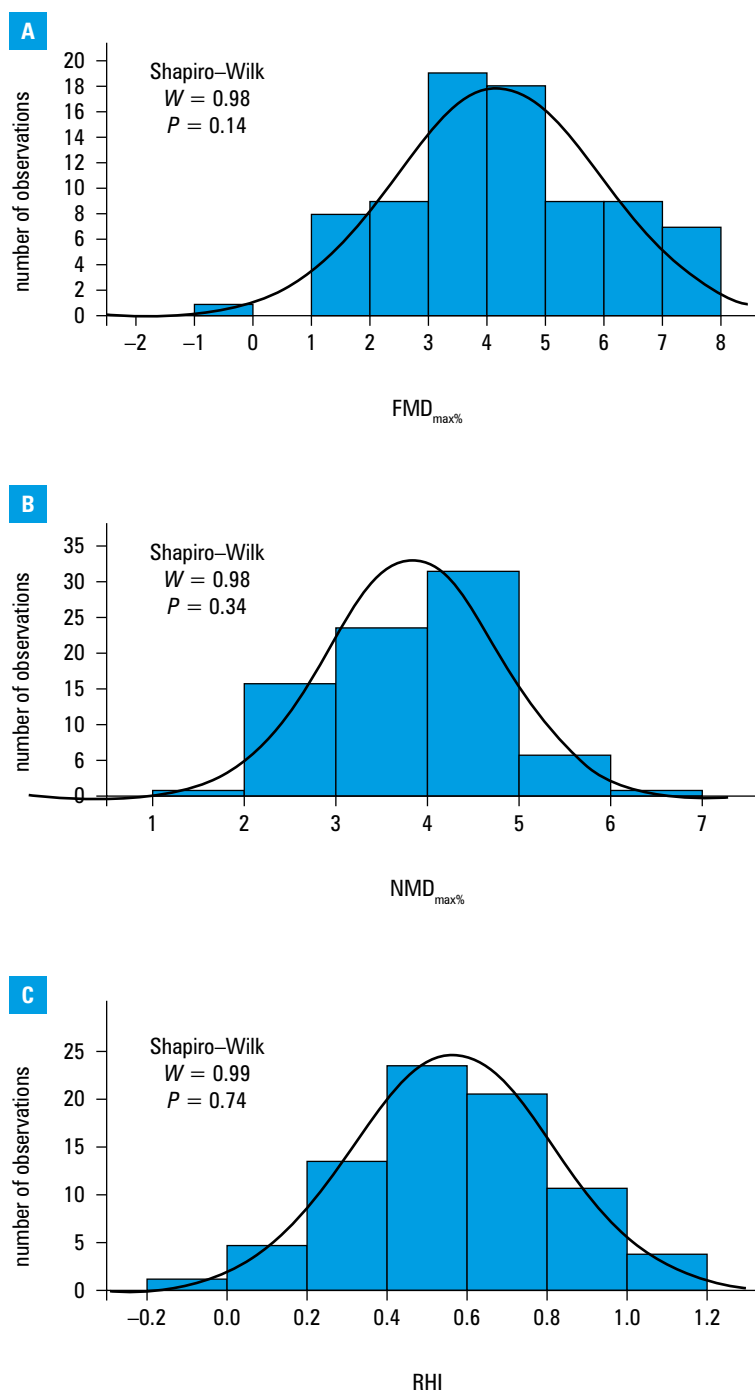 A
number of observations
20
18
16
14
12
10
8
6
4
2
0
Shapiro–Wilk
W = 0.98
P = 0.14
–2 –1 0 1 2 3 4 5 6 7 8
FMDmax%
B
number of observations
35
30
25
20
15
30
6
0
Shapiro–Wilk
W = 0.98
P = 0.34
1 2 3 4 5 6 7
NMDmax%
C
number of observations
25
20
15
10
5
0
Shapiro–Wilk
W = 0.99
P = 0.74
–0.2 0.0 0.2 0.4 0.6 0.8 1.0 1.2
RHI